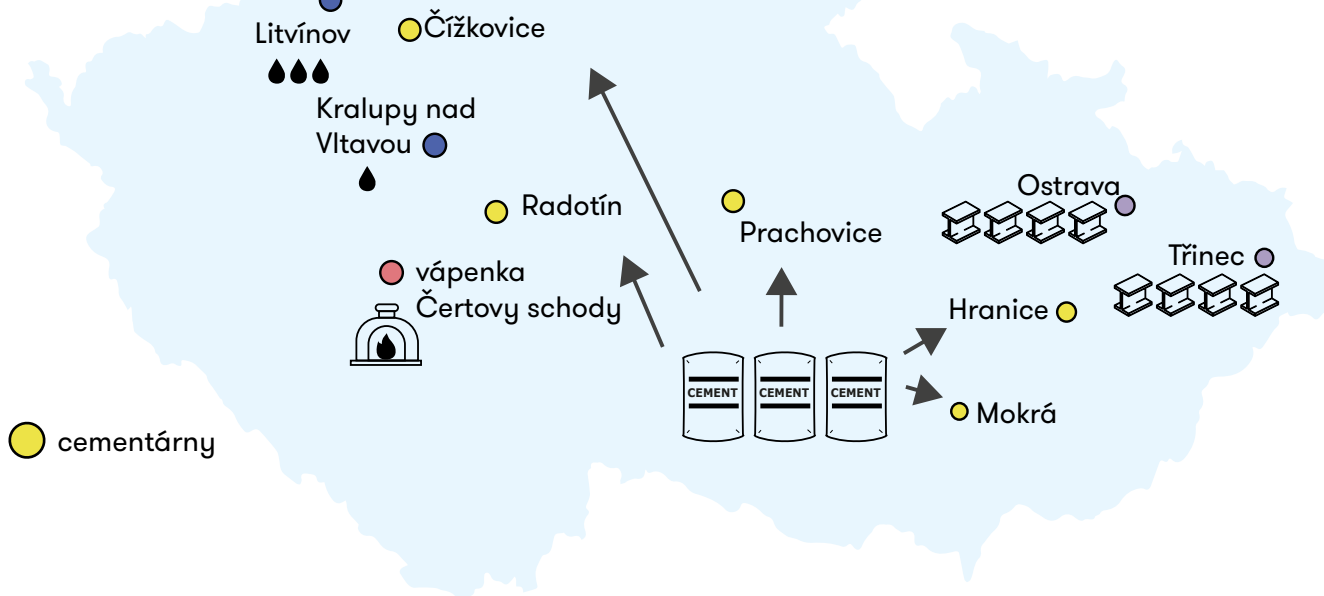 Litvínov
Čížkovice
Kralupy nad
Vltavou
Radotín
Prachovice
Ostrava
Třinec
vápenka
Čertovy schody
Hranice
CEMENT
CEMENT
CEMENT
Mokrá
cementárny